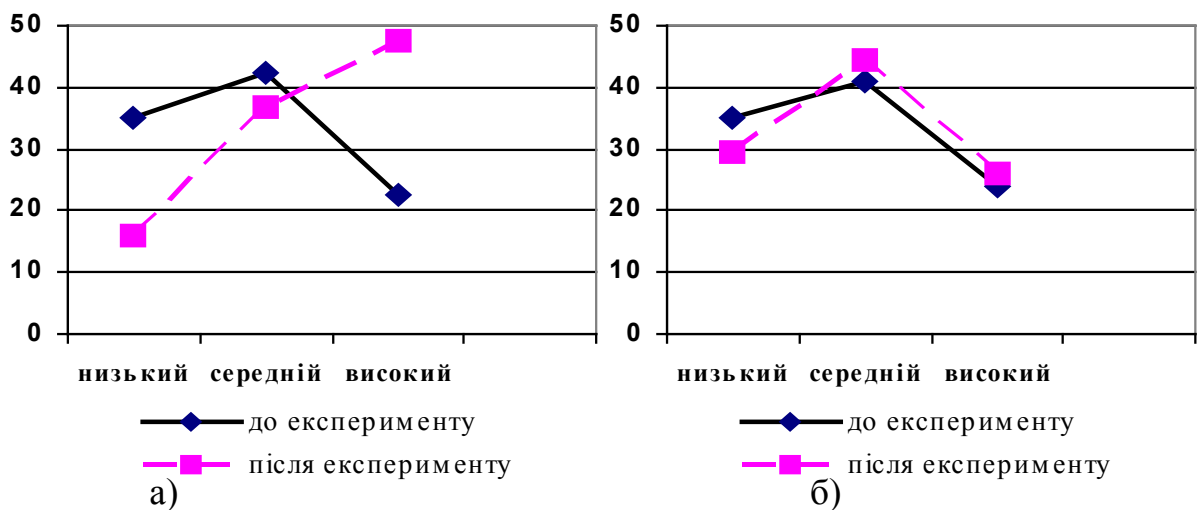 50
40
30
20
10
0
низький середній високий
до експерименту
після експерименту
а)
50
40
30
20
10
0
низький середній високий
до експерименту
після експерименту
б)